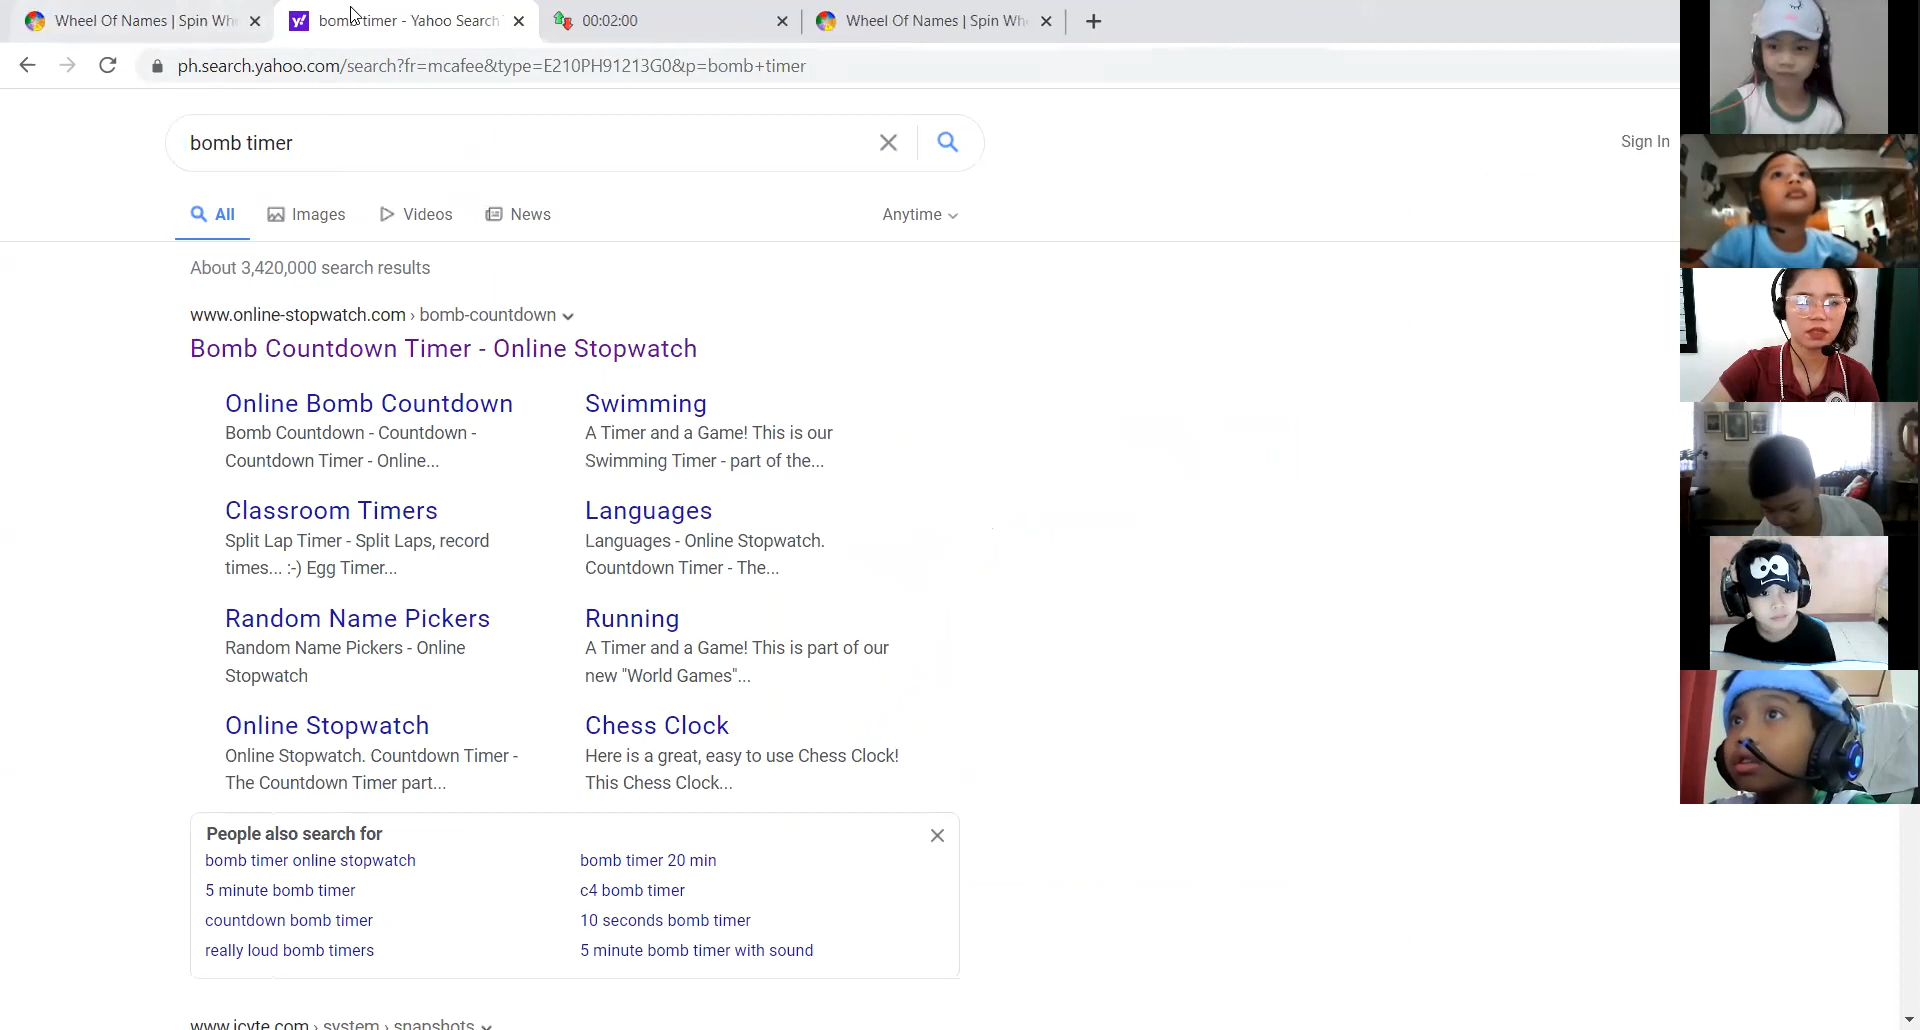 Wheel Of Names | Spin Whe
bomb timer - Yahoo Search
00:02:00
Wheel Of Names | Spin Whe
ph.search.yahoo.com/search?fr=mcafee&type=E210PH91213G0&p=bomb+timer
bomb timer
Sign In
All
Images
Videos
News
Anytime
About 3,420,000 search results
www.online-stopwatch.com › bomb-countdown
Bomb Countdown Timer - Online Stopwatch
Online Bomb Countdown
Bomb Countdown - Countdown -
Countdown Timer - Online...
Swimming
A Timer and a Game! This is our
Swimming Timer - part of the...
Classroom Timers
Split Lap Timer - Split Laps, record
times... :-) Egg Timer...
Languages
Languages - Online Stopwatch.
Countdown Timer - The...
Random Name Pickers
Random Name Pickers - Online
Stopwatch
Running
A Timer and a Game! This is part of our
new "World Games"...
Online Stopwatch
Online Stopwatch. Countdown Timer -
The Countdown Timer part...
Chess Clock
Here is a great, easy to use Chess Clock!
This Chess Clock...
People also search for
bomb timer online stopwatch
5 minute bomb timer
countdown bomb timer
really loud bomb timers
bomb timer 20 min
c4 bomb timer
10 seconds bomb timer
5 minute bomb timer with sound
www.icyte.com › system › snapshots